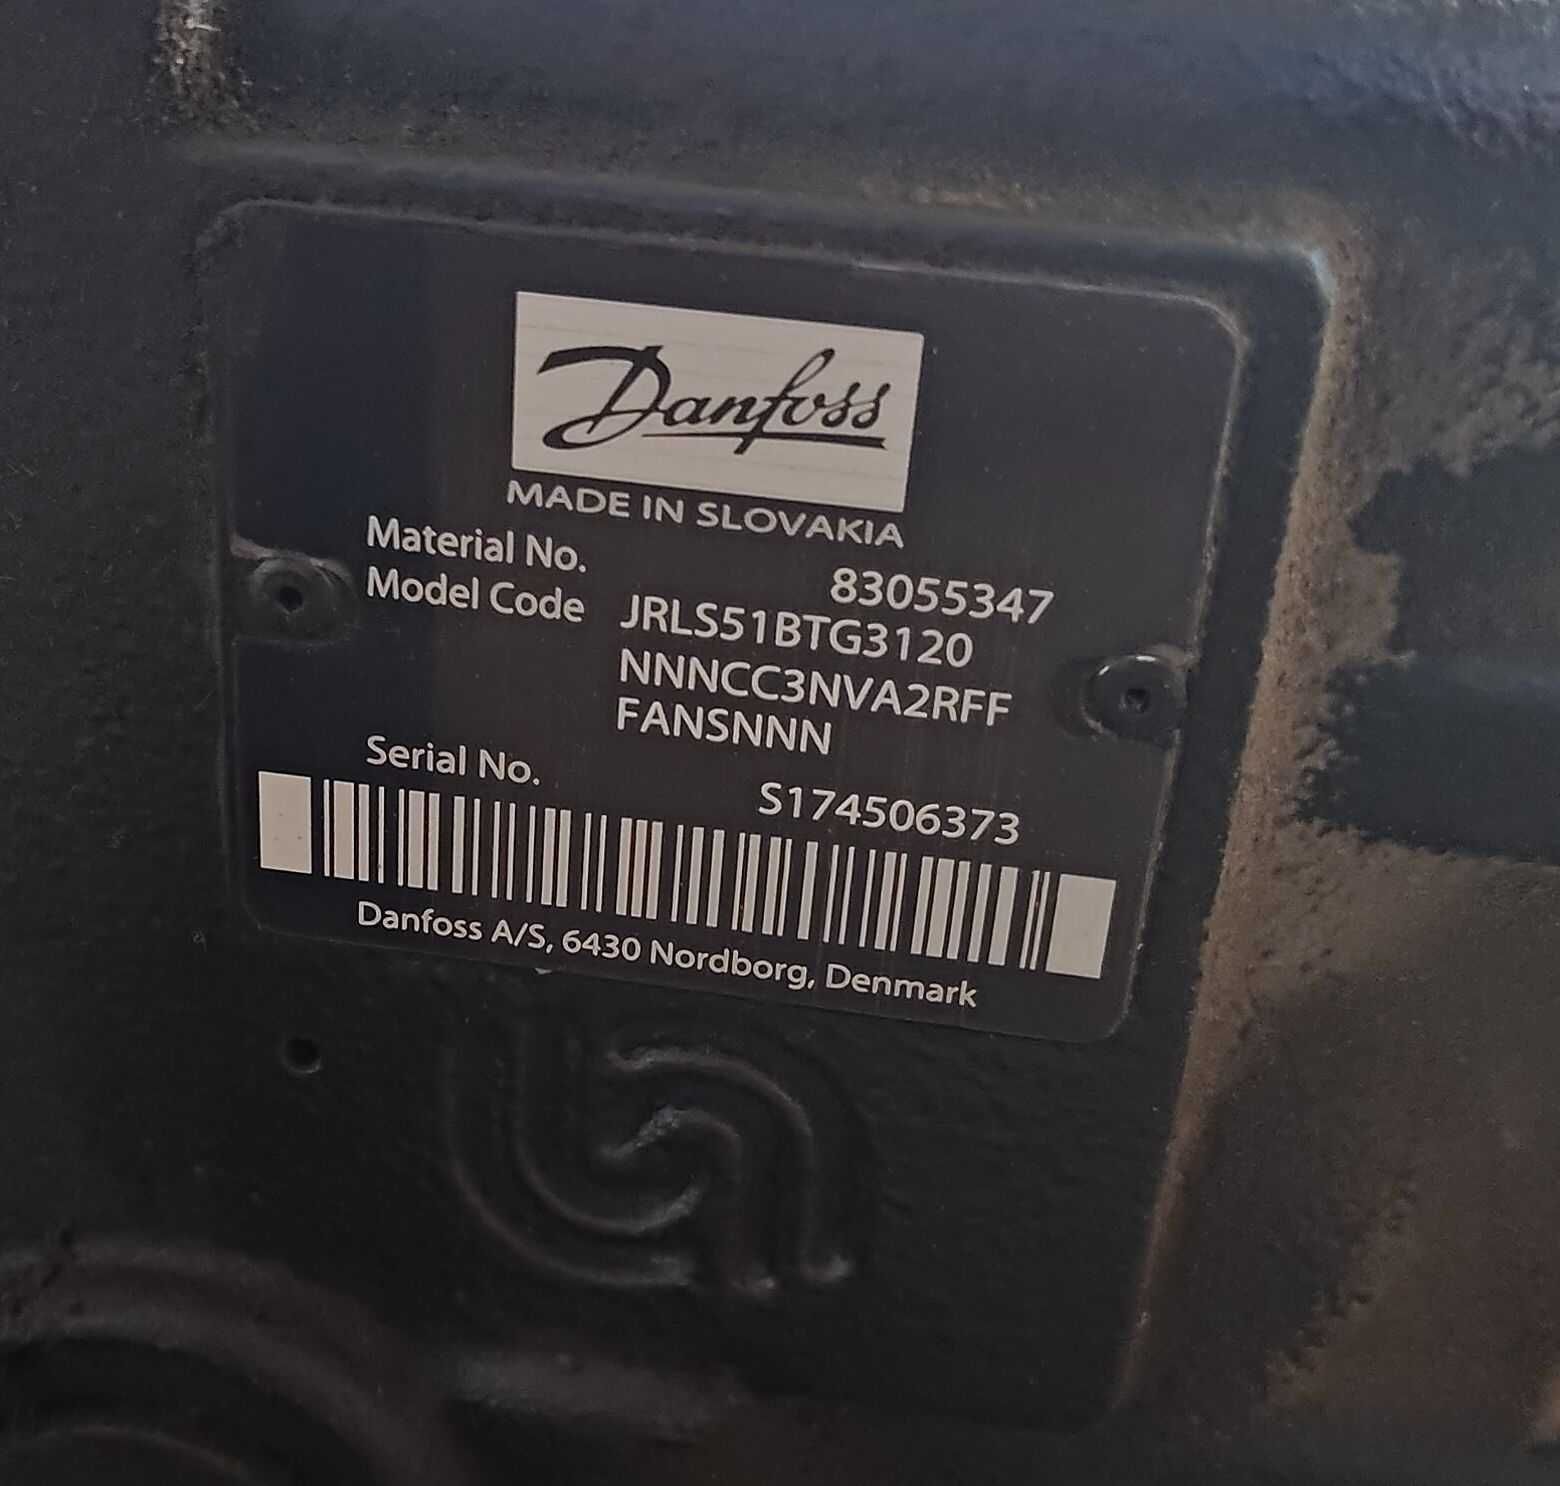 Danfoss
MADE IN SLOVAKIA
Material No. 83055347
Model Code JRLS51BTG3120
NNNCC3NVA2RFF
FANSNNN
Serial No. S174506373
Danfoss A/S, 6430 Nordborg, Denmark